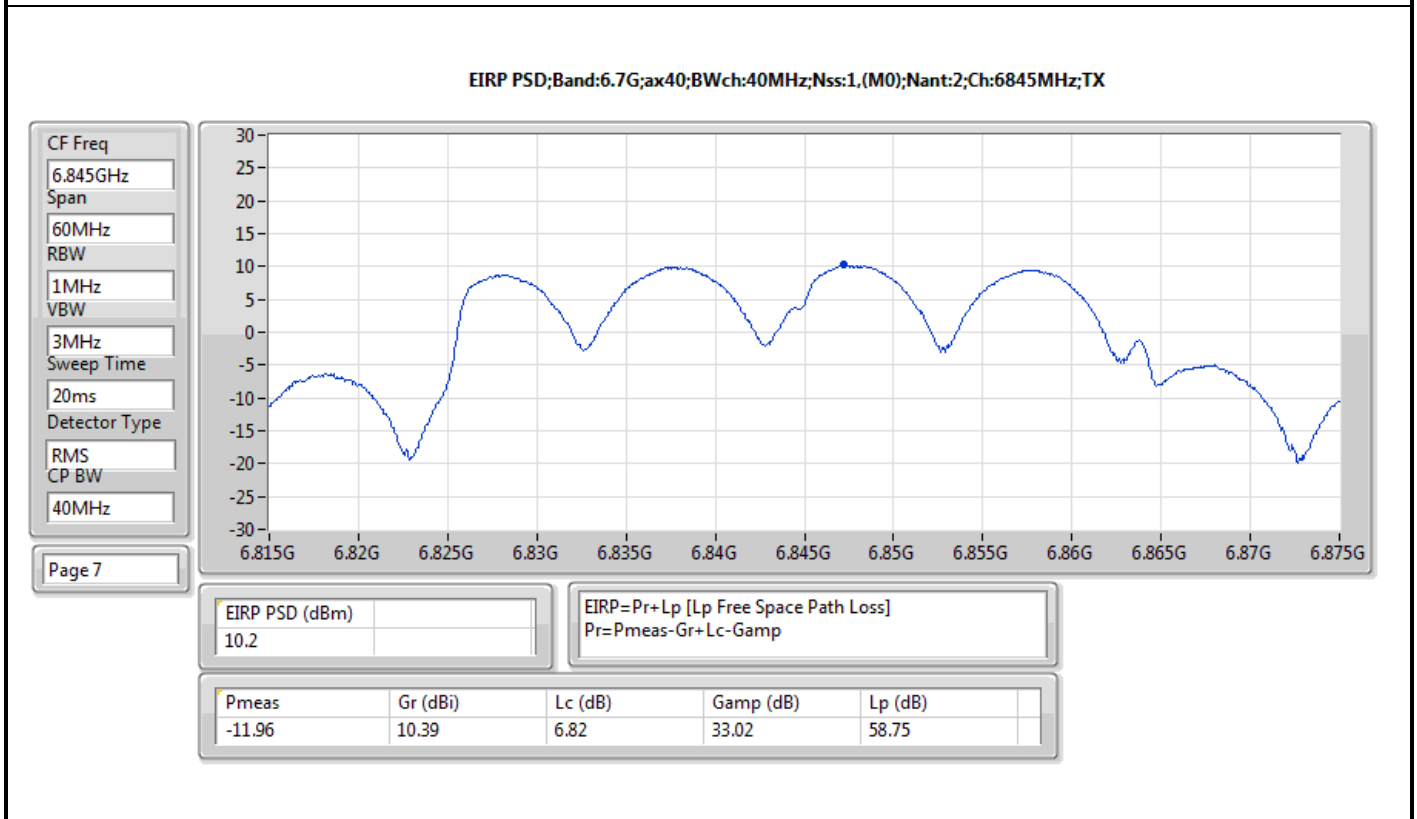 EIRP PSD;Band:6.7G;ax40;BWch:40MHz;Nss:1,(M0);Nant:2;Ch:6845MHz;TX
CF Freq
6.845GHz
Span
60MHz
RBW
1MHz
VBW
3MHz
Sweep Time
20ms
Detector Type
RMS
CP BW
40MHz
Page 7
30
25
20
15
10
5
0
-5
-10
-15
-20
-25
-30
6.815G 6.82G 6.825G 6.83G 6.835G 6.84G 6.845G 6.85G 6.855G 6.86G 6.865G 6.87G 6.875G
EIRP PSD (dBm)
10.2
EIRP=Pr+Lp [Lp Free Space Path Loss]
Pr=Pmeas-Gr+Lc-Gamp
Pmeas Gr (dBi) Lc (dB) Gamp (dB) Lp (dB)
-11.96 10.39 6.82 33.02 58.75